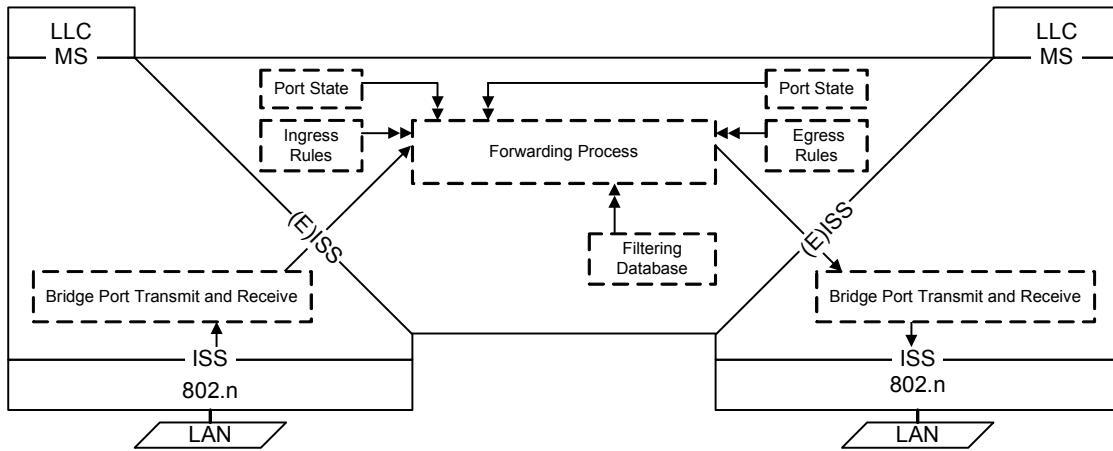 LLC
MS
LLC
MS
Port State
Port State
Ingress
Rules
Forwarding Process
Egress
Rules
(E)ISS
(E)ISS
Filtering
Database
Bridge Port Transmit and Receive
Bridge Port Transmit and Receive
ISS
ISS
802.n
802.n
LAN
LAN